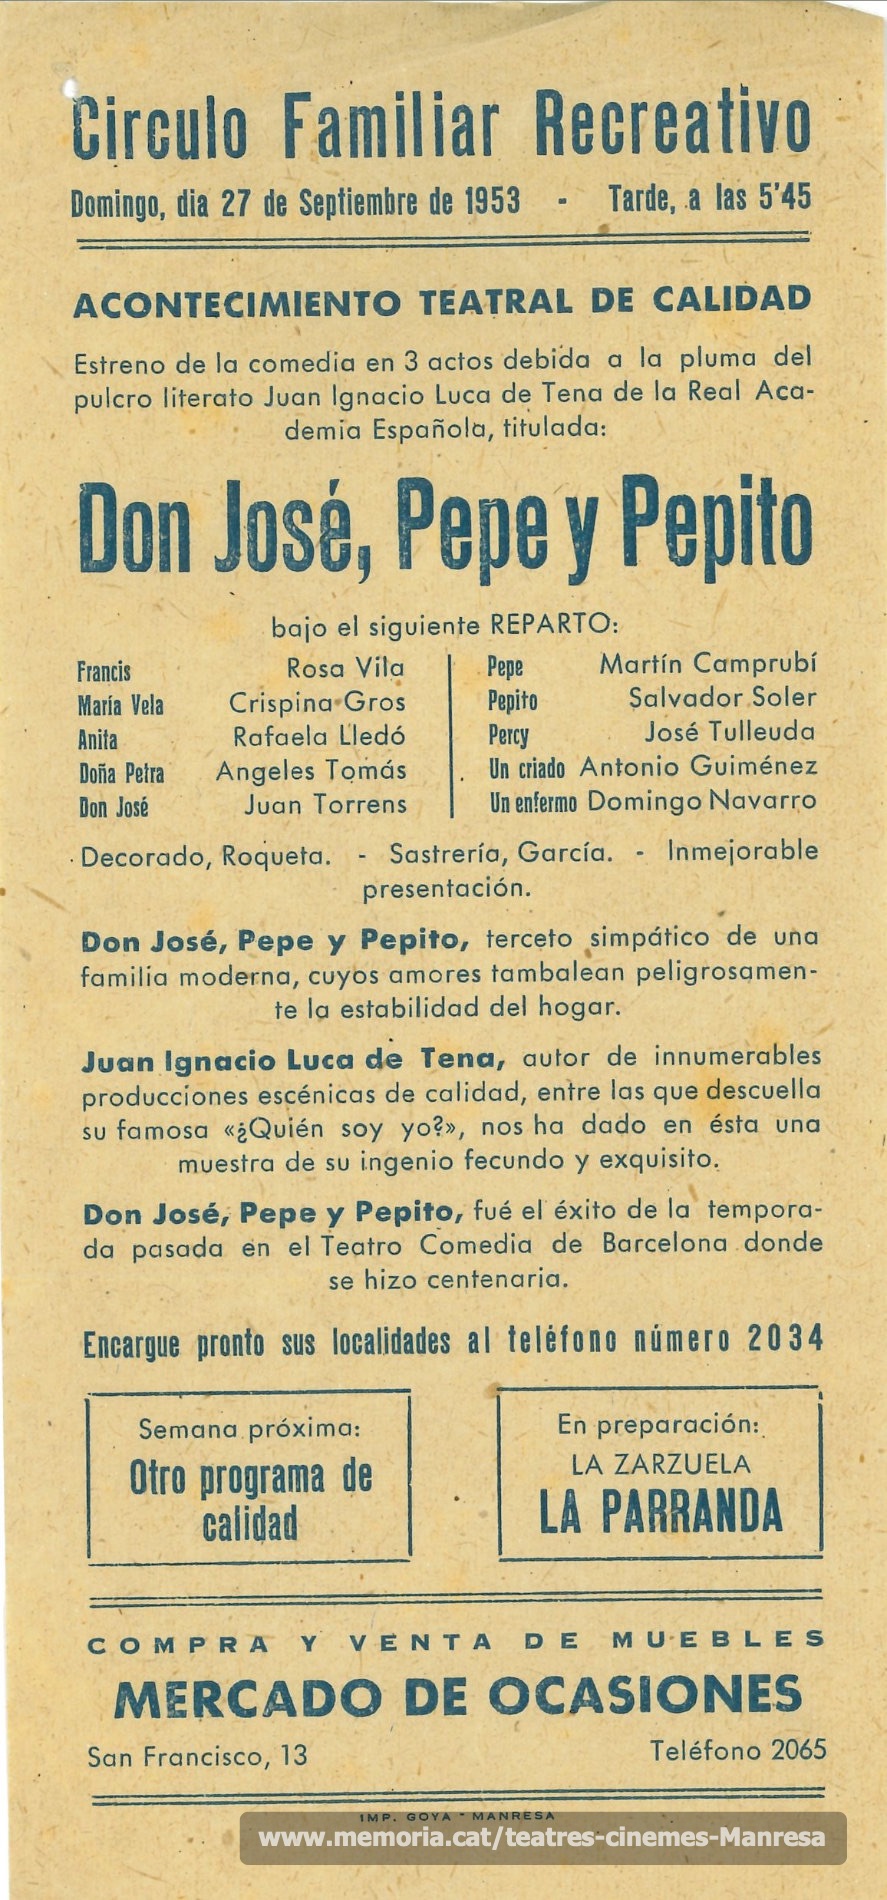 Circulo Familiar Recreativo
Domingo, dia 27 de Septiembre de 1953 - Tarde, a las 5'45
ACONTECIMIENTO TEATRAL DE CALIDAD
Estreno de la comedia en 3 actos debida a la pluma del
pulcro literato Juan Ignacio Luca de Tena de la Real Aca-
demia Española, titulada:
Don José, Pepe y Pepito
bajo el siguiente REPARTO:
Francis Rosa Vila
María Vela Crispina Gros
Anita Rafaela Lledó
Doña Petra Angeles Tomás
Don José Juan Torrens
Pepe Martín Camprubí
Pepito Salvador Soler
Percy José Tulleuda
Un criado Antonio Guiménez
Un enfermo Domingo Navarro
Decorado, Roqueta. - Sastrería, García. - Inmejorable
presentación.
Don José, Pepe y Pepito, terceto simpático de una
familia moderna, cuyos amores tambalean peligrosamen-
te la estabilidad del hogar.
Juan Ignacio Luca de Tena, autor de innumerables
producciones escénicas de calidad, entre las que descuella
su famosa «¿Quién soy yo?», nos ha dado en ésta una
muestra de su ingenio fecundo y exquisito.
Don José, Pepe y Pepito, fué el éxito de la tempora-
da pasada en el Teatro Comedia de Barcelona donde
se hizo centenaria.
Encargue pronto sus localidades al teléfono número 2034
Semana próxima:
Otro programa de
calidad
En preparación:
LA ZARZUELA
LA PARRANDA
COMPRA Y VENTA DE MUEBLES
MERCADO DE OCASIONES
San Francisco, 13 Teléfono 2065
IMP. GOYA - MANRESA
www.memoria.cat/teatres-cinemes-Manresa